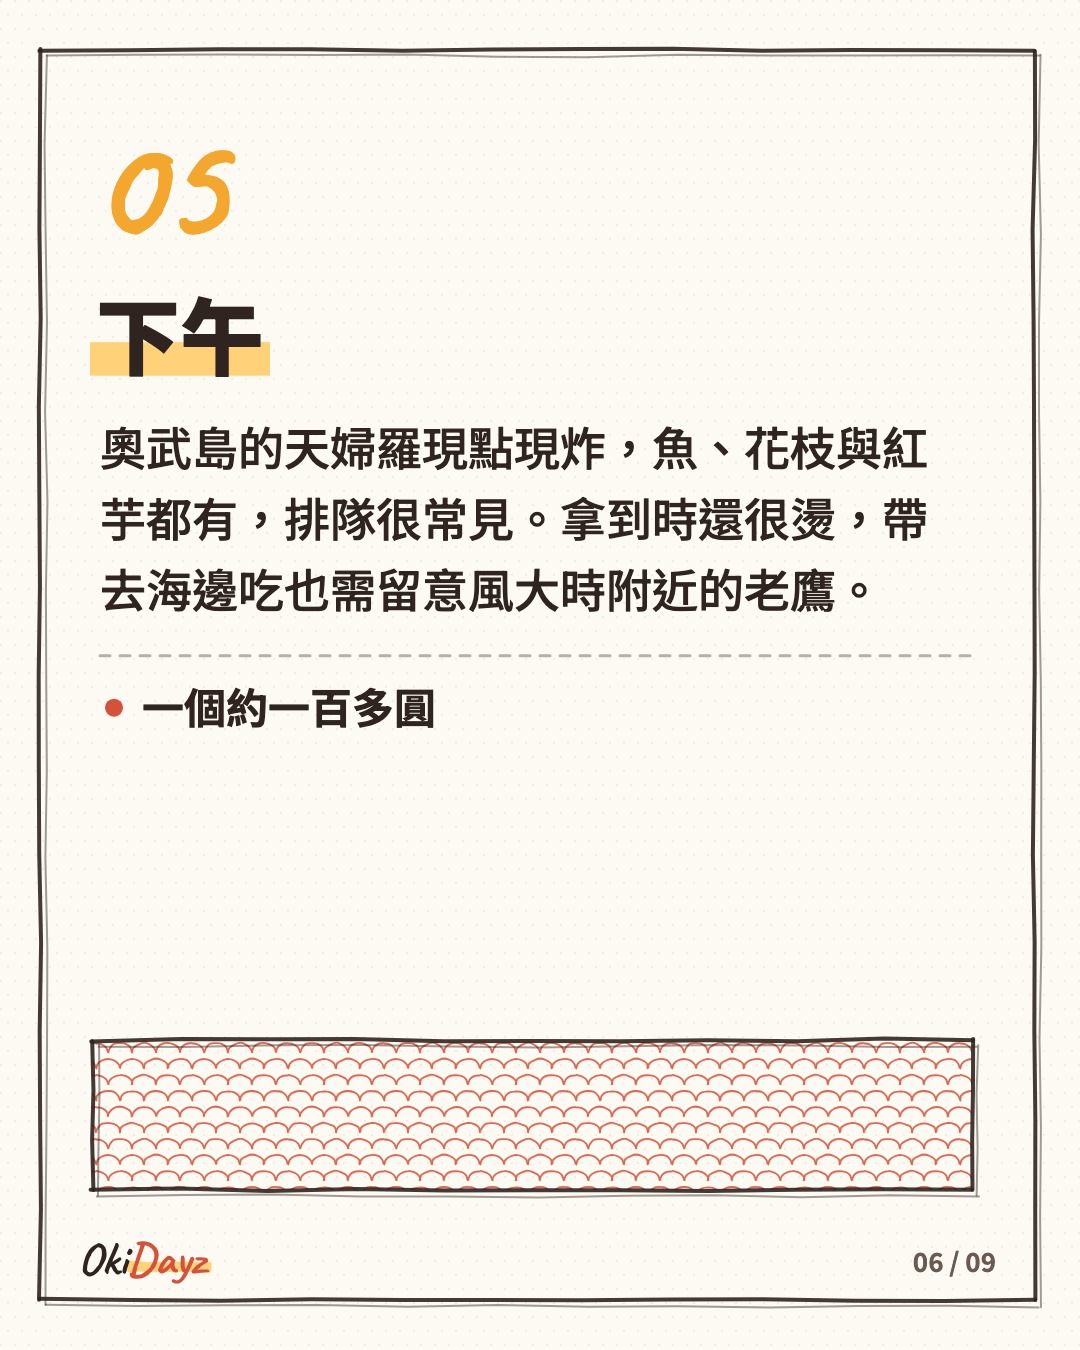 05
下午
奧武島的天婦羅現點現炸，魚、花枝與紅
芋都有，排隊很常見。拿到時還很燙，帶
去海邊吃也需留意風大時附近的老鷹。
一個約一百多圓
OkiDayz
06 / 09